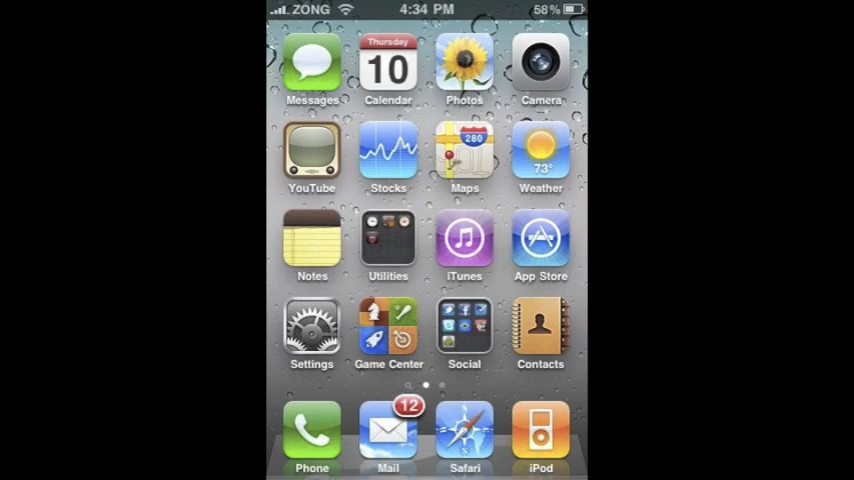 ZONG 4:34 PM 58%
Thursday
10
Messages Calendar Photos Camera
280
73°
YouTube Stocks Maps Weather
Notes Utilities iTunes App Store
Settings Game Center Social Contacts
12
Phone Mail Safari iPod